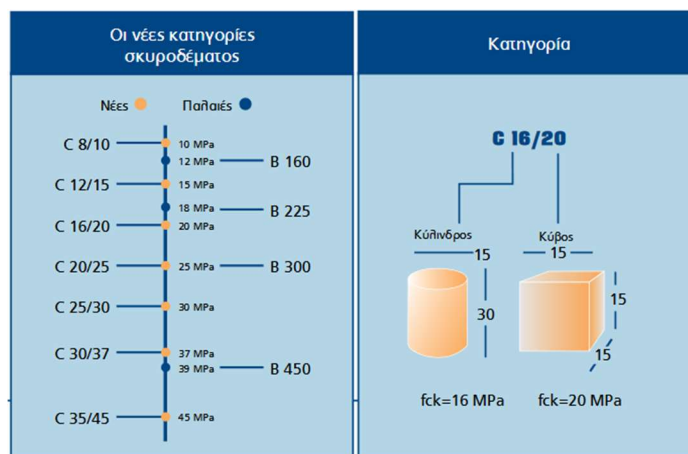 Οι νέες κατηγορίες
σκυροδέματος
Νέες
Παλαιές
C 8/10
10 MPa
12 MPa
B 160
C 12/15
15 MPa
18 MPa
B 225
C 16/20
20 MPa
C 20/25
25 MPa
B 300
C 25/30
30 MPa
C 30/37
37 MPa
39 MPa
B 450
C 35/45
45 MPa
Κατηγορία
C 16/20
Κύλινδρος
Κύβος
15
15
30
15
15
fck=16 MPa
fck=20 MPa